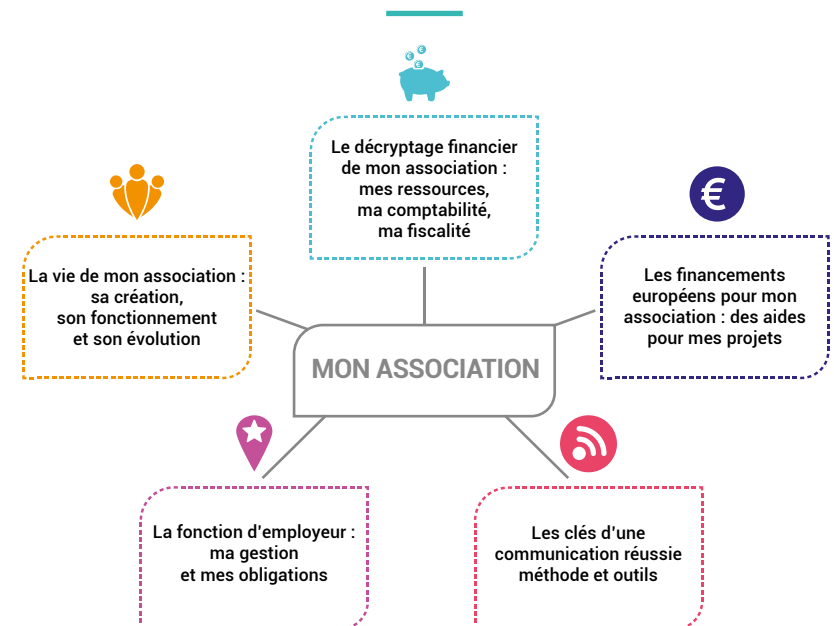 Le décryptage financier
de mon association :
mes ressources,
ma comptabilité,
ma fiscalité
La vie de mon association :
sa création,
son fonctionnement
et son évolution
Les financements
européens pour mon
association : des aides
pour mes projets
MON ASSOCIATION
La fonction d'employeur :
ma gestion
et mes obligations
Les clés d'une
communication réussie
méthode et outils